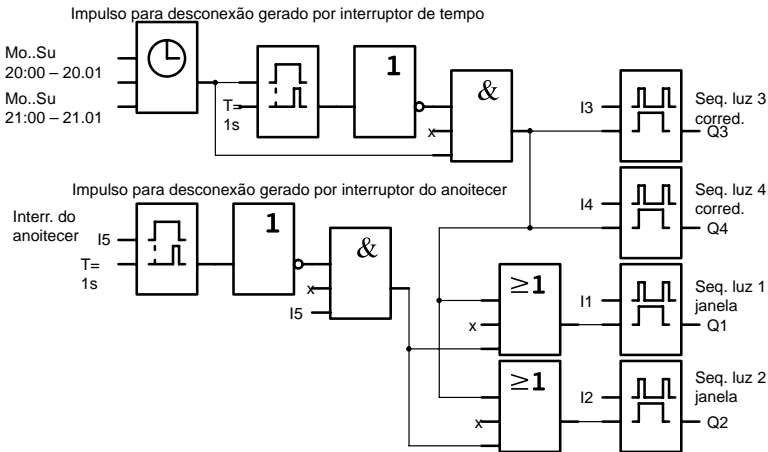 Impulso para desconexão gerado por interruptor de tempo
Mo..Su
20:00 – 20.01
Mo..Su
21:00 – 21.01
T=
1s
1
&
x
I3
Seq. luz 3
corred.
Q3
Impulso para desconexão gerado por interruptor do anoitecer
Interr. do
anoitecer
I5
T=
1s
1
&
x
I5
I4
Seq. luz 4
corred.
Q4
≥1
x
I1
Seq. luz 1
janela
Q1
≥1
x
I2
Seq. luz 2
janela
Q2